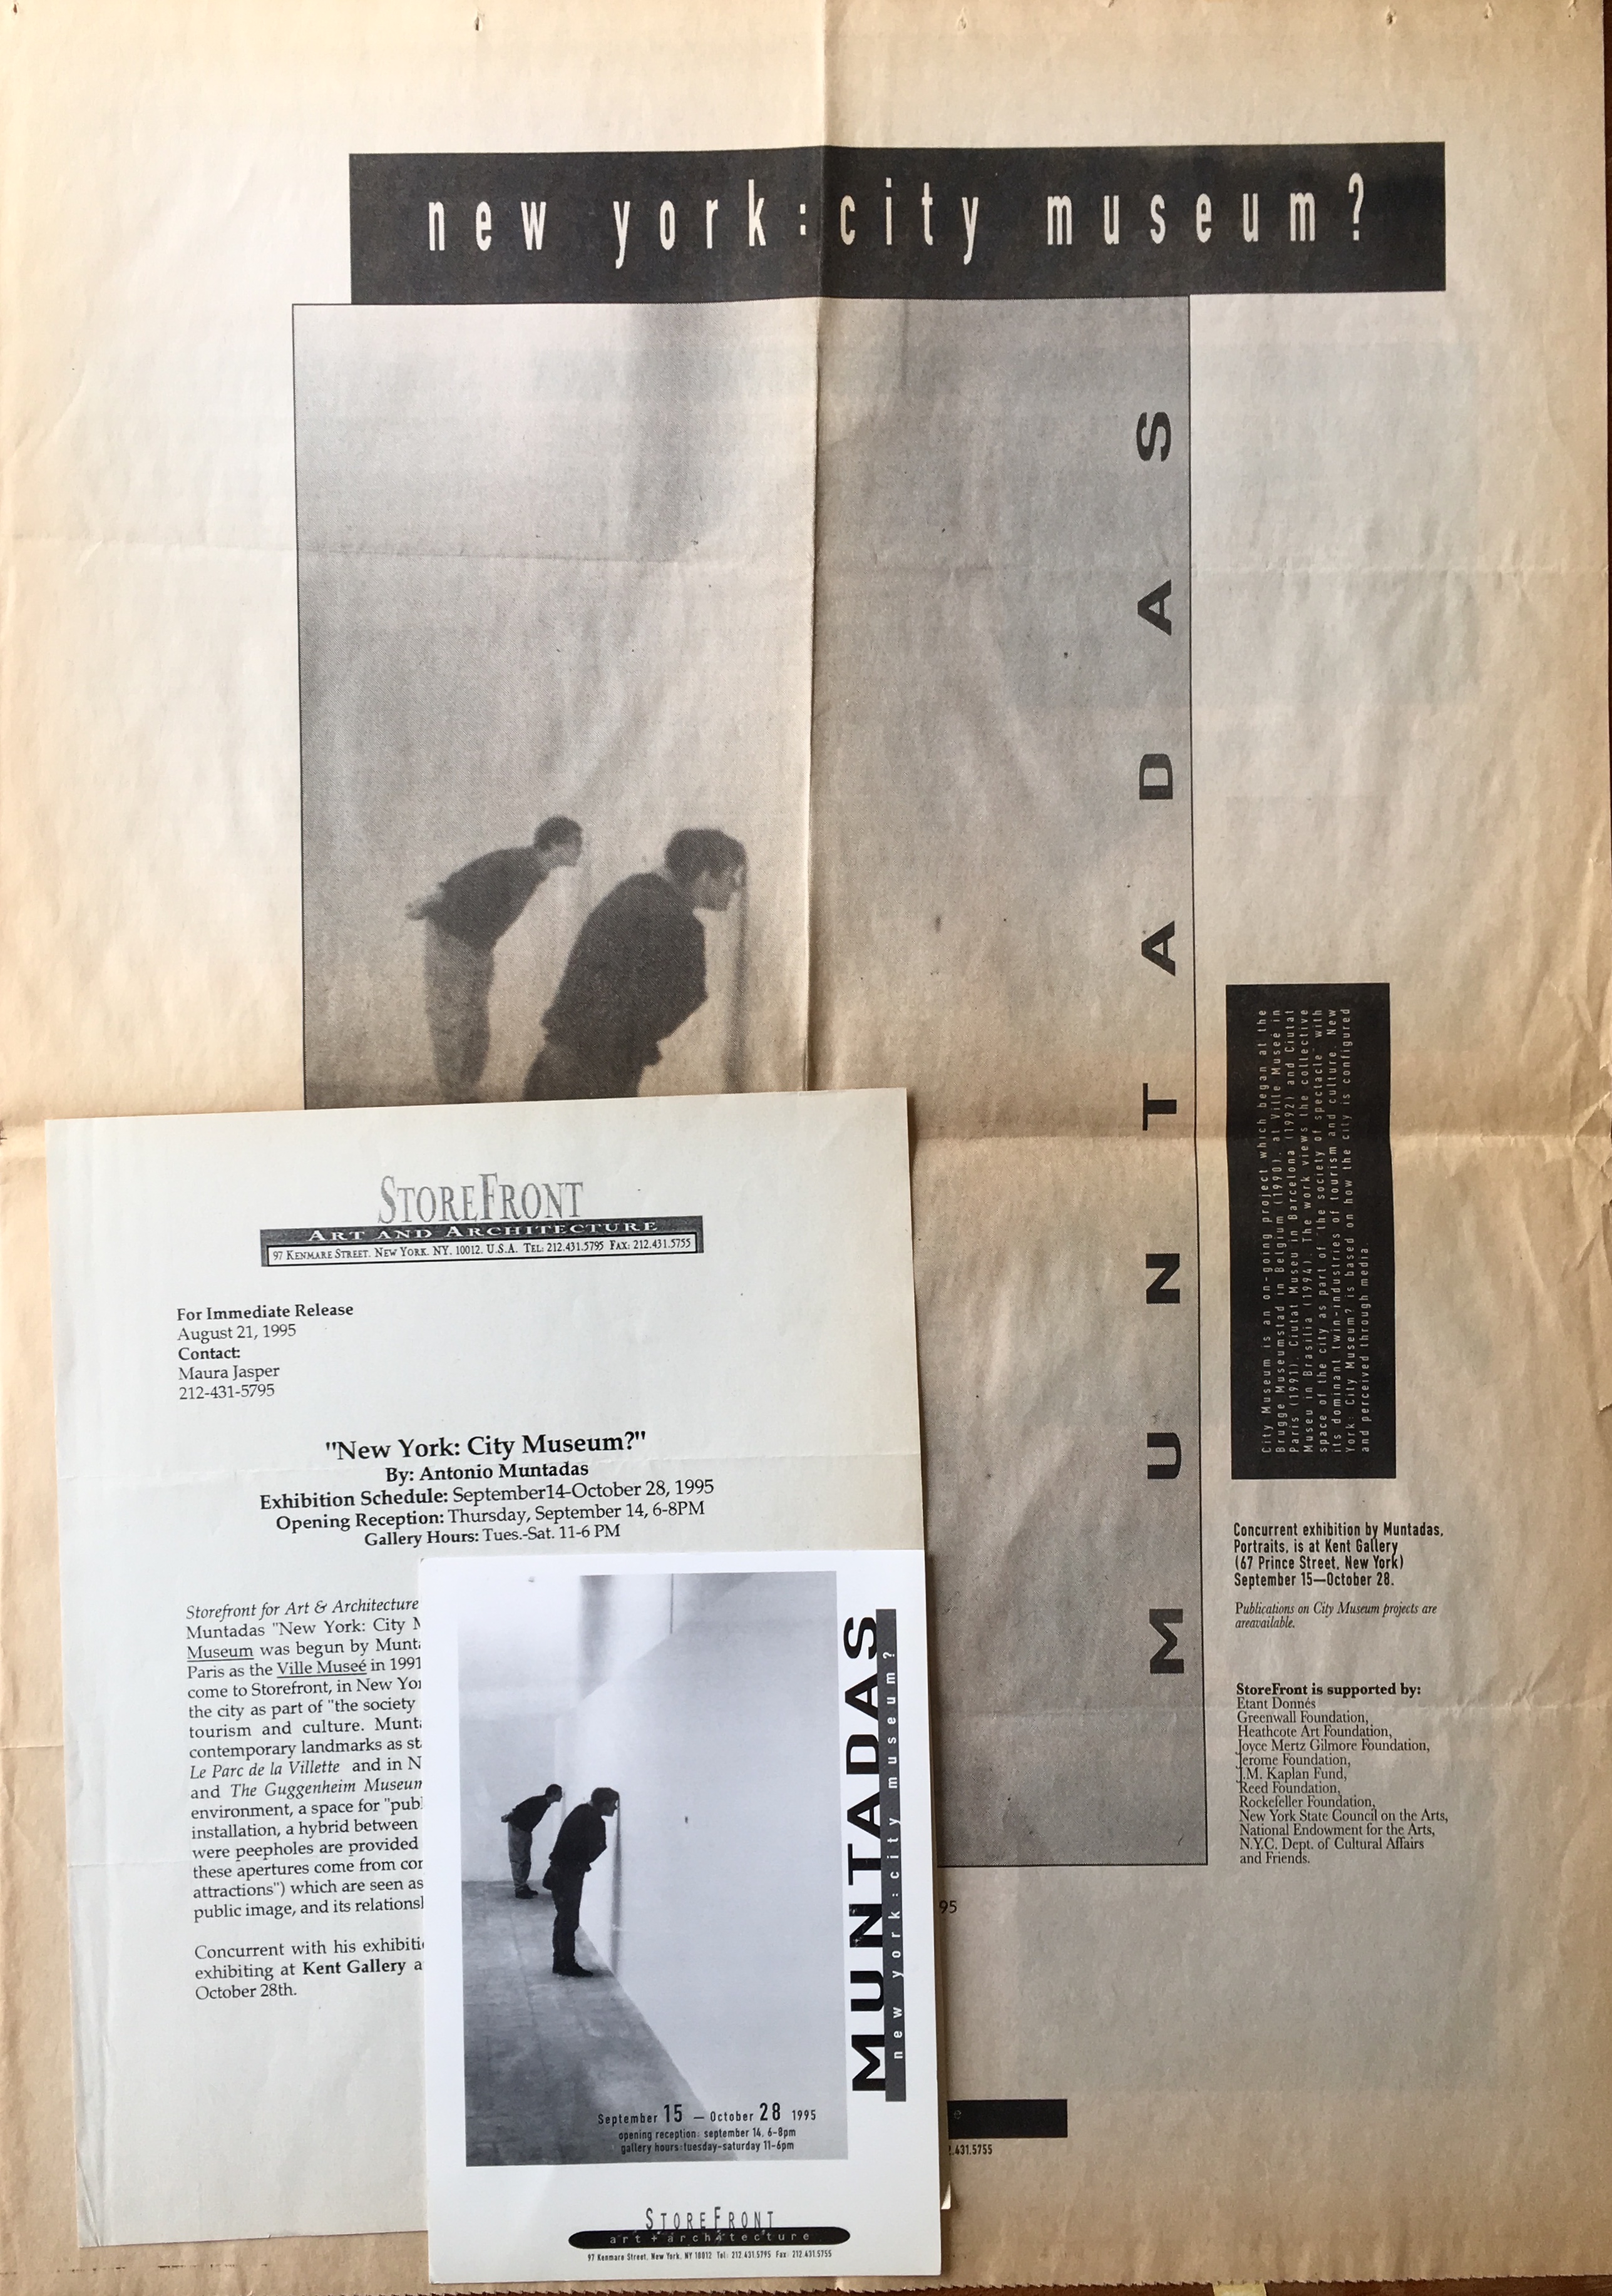 new york:city museum?
MUNTADAS
City Museum is an on-going project which began at the
Brugge Museumstad in Belgium (1990), at Ville Musee in
Paris (1991), Ciutat Museu in Barcelona (1992) and Ciutat
Museu in Brasilia (1994). The work views the collective
space of the city as part of "the society of spectacle" with
its dominant twin-industries of tourism and culture. New
York: City Museum? is based on how the city is configured
and perceived through media.
Concurrent exhibition by Muntadas,
Portraits, is at Kent Gallery
(67 Prince Street, New York)
September 15—October 28.
Publications on City Museum projects are
areavailable.
StoreFront is supported by:
Etant Donnés
Greenwall Foundation,
Heathcote Art Foundation,
Joyce Mertz Gilmore Foundation,
Jerome Foundation,
J.M. Kaplan Fund,
Reed Foundation,
Rockefeller Foundation,
New York State Council on the Arts,
National Endowment for the Arts,
N.Y.C. Dept. of Cultural Affairs
and Friends.
95
e
.431.5755
STOREFRONT
ART AND ARCHITECTURE
97 KENMARE STREET. NEW YORK. NY. 10012. U.S.A. TEL: 212.431.5795 FAX: 212.431.5755
For Immediate Release
August 21, 1995
Contact:
Maura Jasper
212-431-5795
"New York: City Museum?"
By: Antonio Muntadas
Exhibition Schedule: September14-October 28, 1995
Opening Reception: Thursday, September 14, 6-8PM
Gallery Hours: Tues.-Sat. 11-6 PM
Storefront for Art & Architecture
Muntadas "New York: City
Museum was begun by
Paris as the Ville Museé in 1991
come to Storefront, in New
the city as part of "the society
tourism and culture.
contemporary landmarks as
Le Parc de la Villette and in N
and The Guggenheim
environment, a space for
installation, a hybrid between
were peepholes are provided
these apertures come from
attractions") which are seen as
public image, and its
Concurrent with his
exhibiting at Kent Gallery a
October 28th.
MUNTADAS
new york:city museum?
September 15 — October 28 1995
opening reception: september 14, 6-8pm
gallery hours:tuesday-saturday 11-6pm
STOREFRONT
art+architecture
97 Kenmare Street, New York, NY 10012 Tel: 212.431.5795 Fax: 212.431.5755